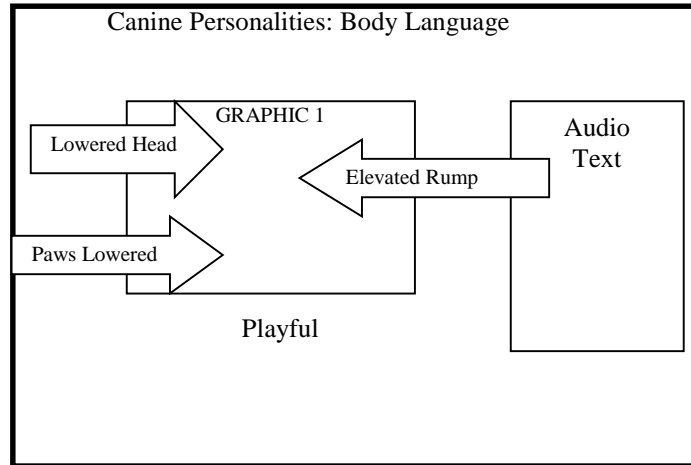 Canine Personalities: Body Language
GRAPHIC 1
Lowered Head
Elevated Rump
Paws Lowered
Playful
Audio
Text